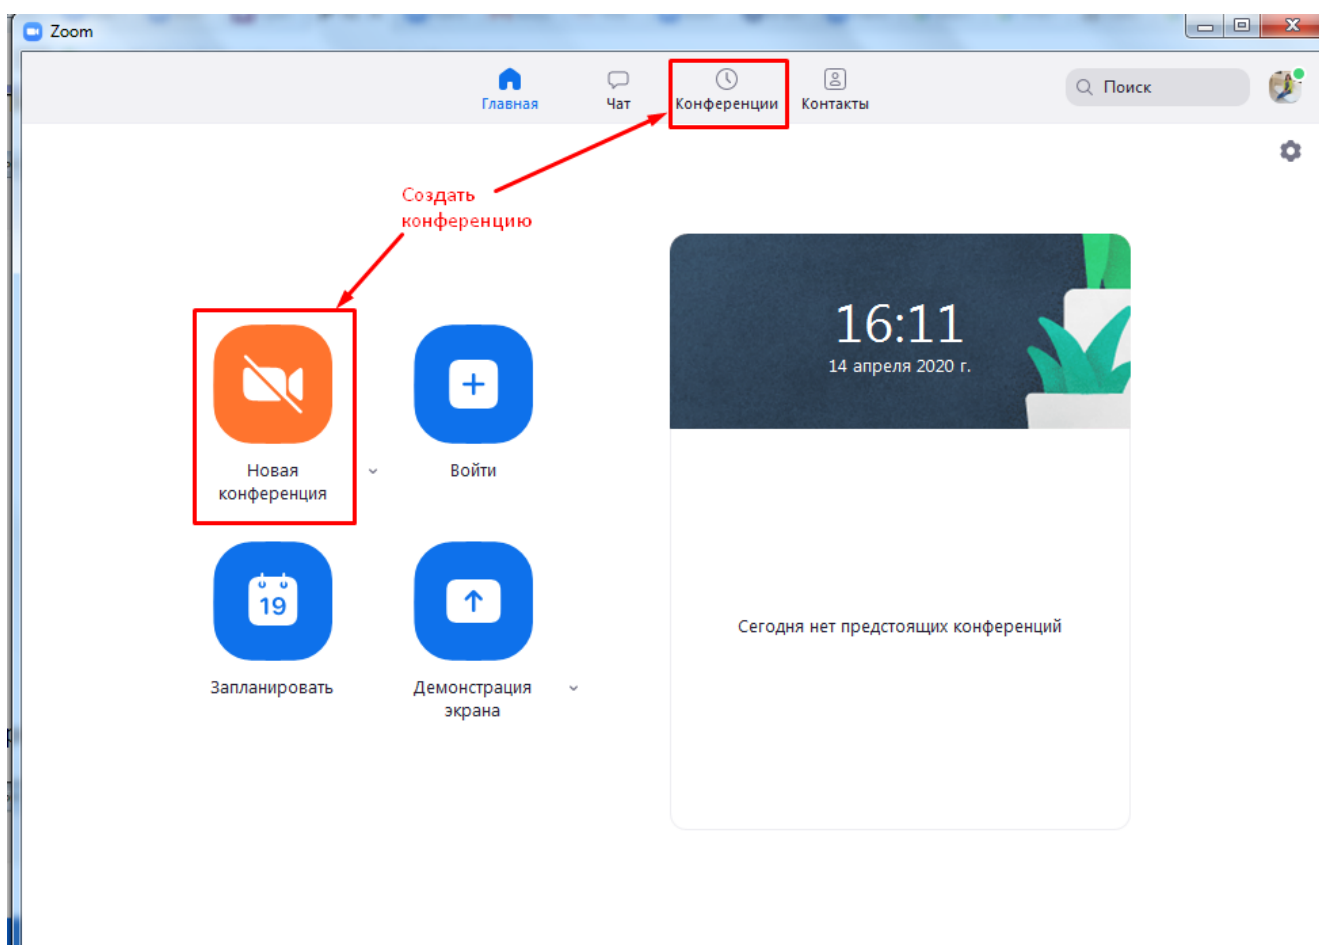 Zoom
Главная
Чат
Конференции
Контакты
Поиск
Создать
конференцию
16:11
14 апреля 2020 г.
Новая
конференция
Войти
19
Запланировать
Демонстрация
экрана
Сегодня нет предстоящих конференций